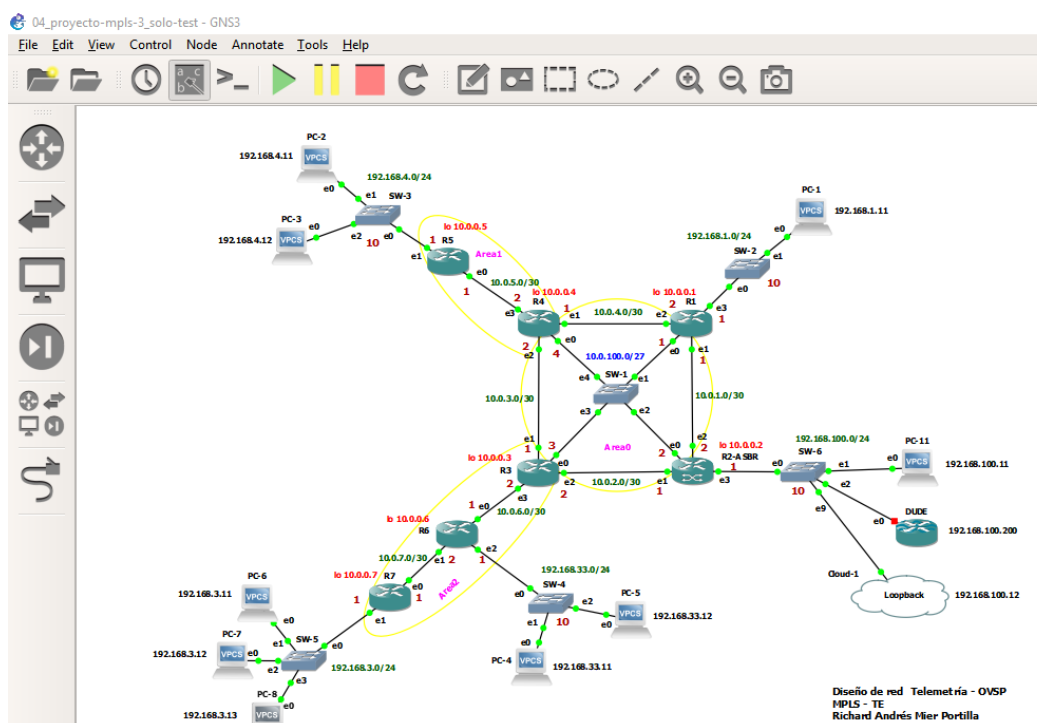 04_proyecto-mpls-3_solo-test - GNS3
File Edit View Control Node Annotate Tools Help
PC-2
192.168.4.11
VPCS
e0
192.168.4.0/24
e1
SW-3
PC-3
e0
192.168.4.12
VPCS
e2
e0
10
lo 10.0.0.5
1
R5
e1
Area1
e0
1
10.0.5.0/30
2
e3
lo 10.0.0.4
R4
1
e1
10.0.4.0/30
e2
lo 10.0.0.1
2
R1
e3
1
PC-1
VPCS
192.168.1.11
e0
192.168.1.0/24
e1
SW-2
e0
10
2
e2
e0
4
10.0.100.0/27
1
e0
e1
1
e4
SW-1
e1
e3
e2
10.0.3.0/30
10.0.1.0/30
Area0
e1
1
3
lo 10.0.0.3
R3
e0
2
e3
e2
2
10.0.2.0/30
e2
2
lo 10.0.0.2
e0
2
R2-ASBR
1
e1
1
e3
192.168.100.0/24
SW-6
e0
e1
e2
10
e9
PC-11
e0
VPCS
192.168.100.11
DUDE
e0
192.168.100.200
Cloud-1
Loopback
192.168.100.12
10.0.6.0/30
1
e0
lo 10.0.0.6
R6
e2
e1
2
1
10.0.7.0/30
lo 10.0.0.7
R7
e0
1
1
e1
Area2
192.168.33.0/24
SW-4
e0
e2
e1
10
PC-5
e0
VPCS
192.168.33.12
e0
PC-4
VPCS
192.168.33.11
PC-6
192.168.3.11
VPCS
e0
PC-7
192.168.3.12
VPCS
e0
e1
e2
SW-5
e0
e3
192.168.3.0/24
PC-8
e0
192.168.3.13
VPCS
Diseño de red Telemetría - OVSP
MPLS - TE
Richard Andrés Mier Portilla